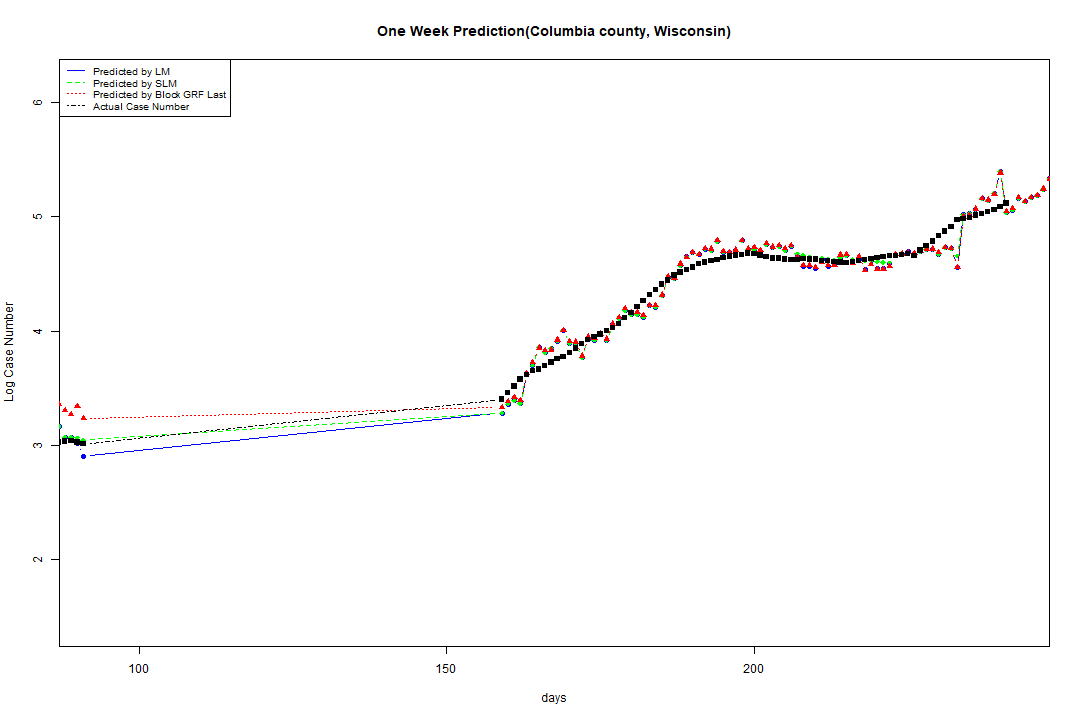 One Week Prediction(Columbia county, Wisconsin)
Predicted by LM
Predicted by SLM
Predicted by Block GRF Last
Actual Case Number
6
5
4
3
2
Log Case Number
100
150
200
days